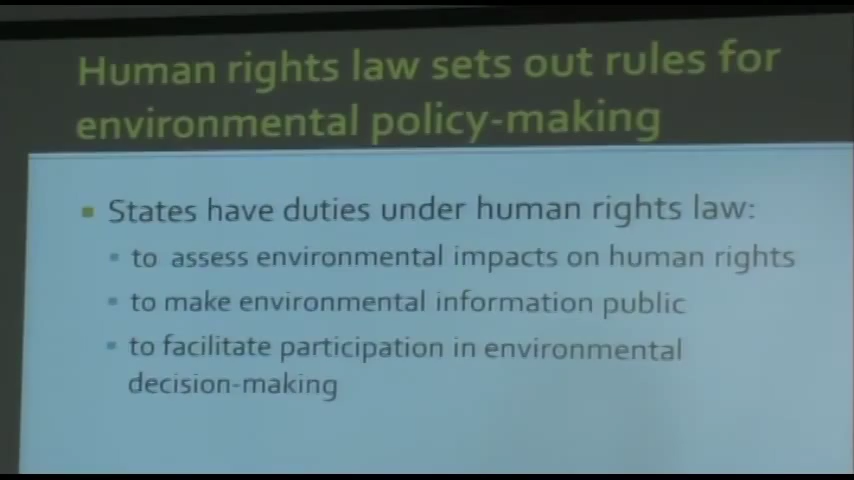 Human rights law sets out rules for
environmental policy-making
States have duties under human rights law:
to assess environmental impacts on human rights
to make environmental information public
to facilitate participation in environmental
decision-making